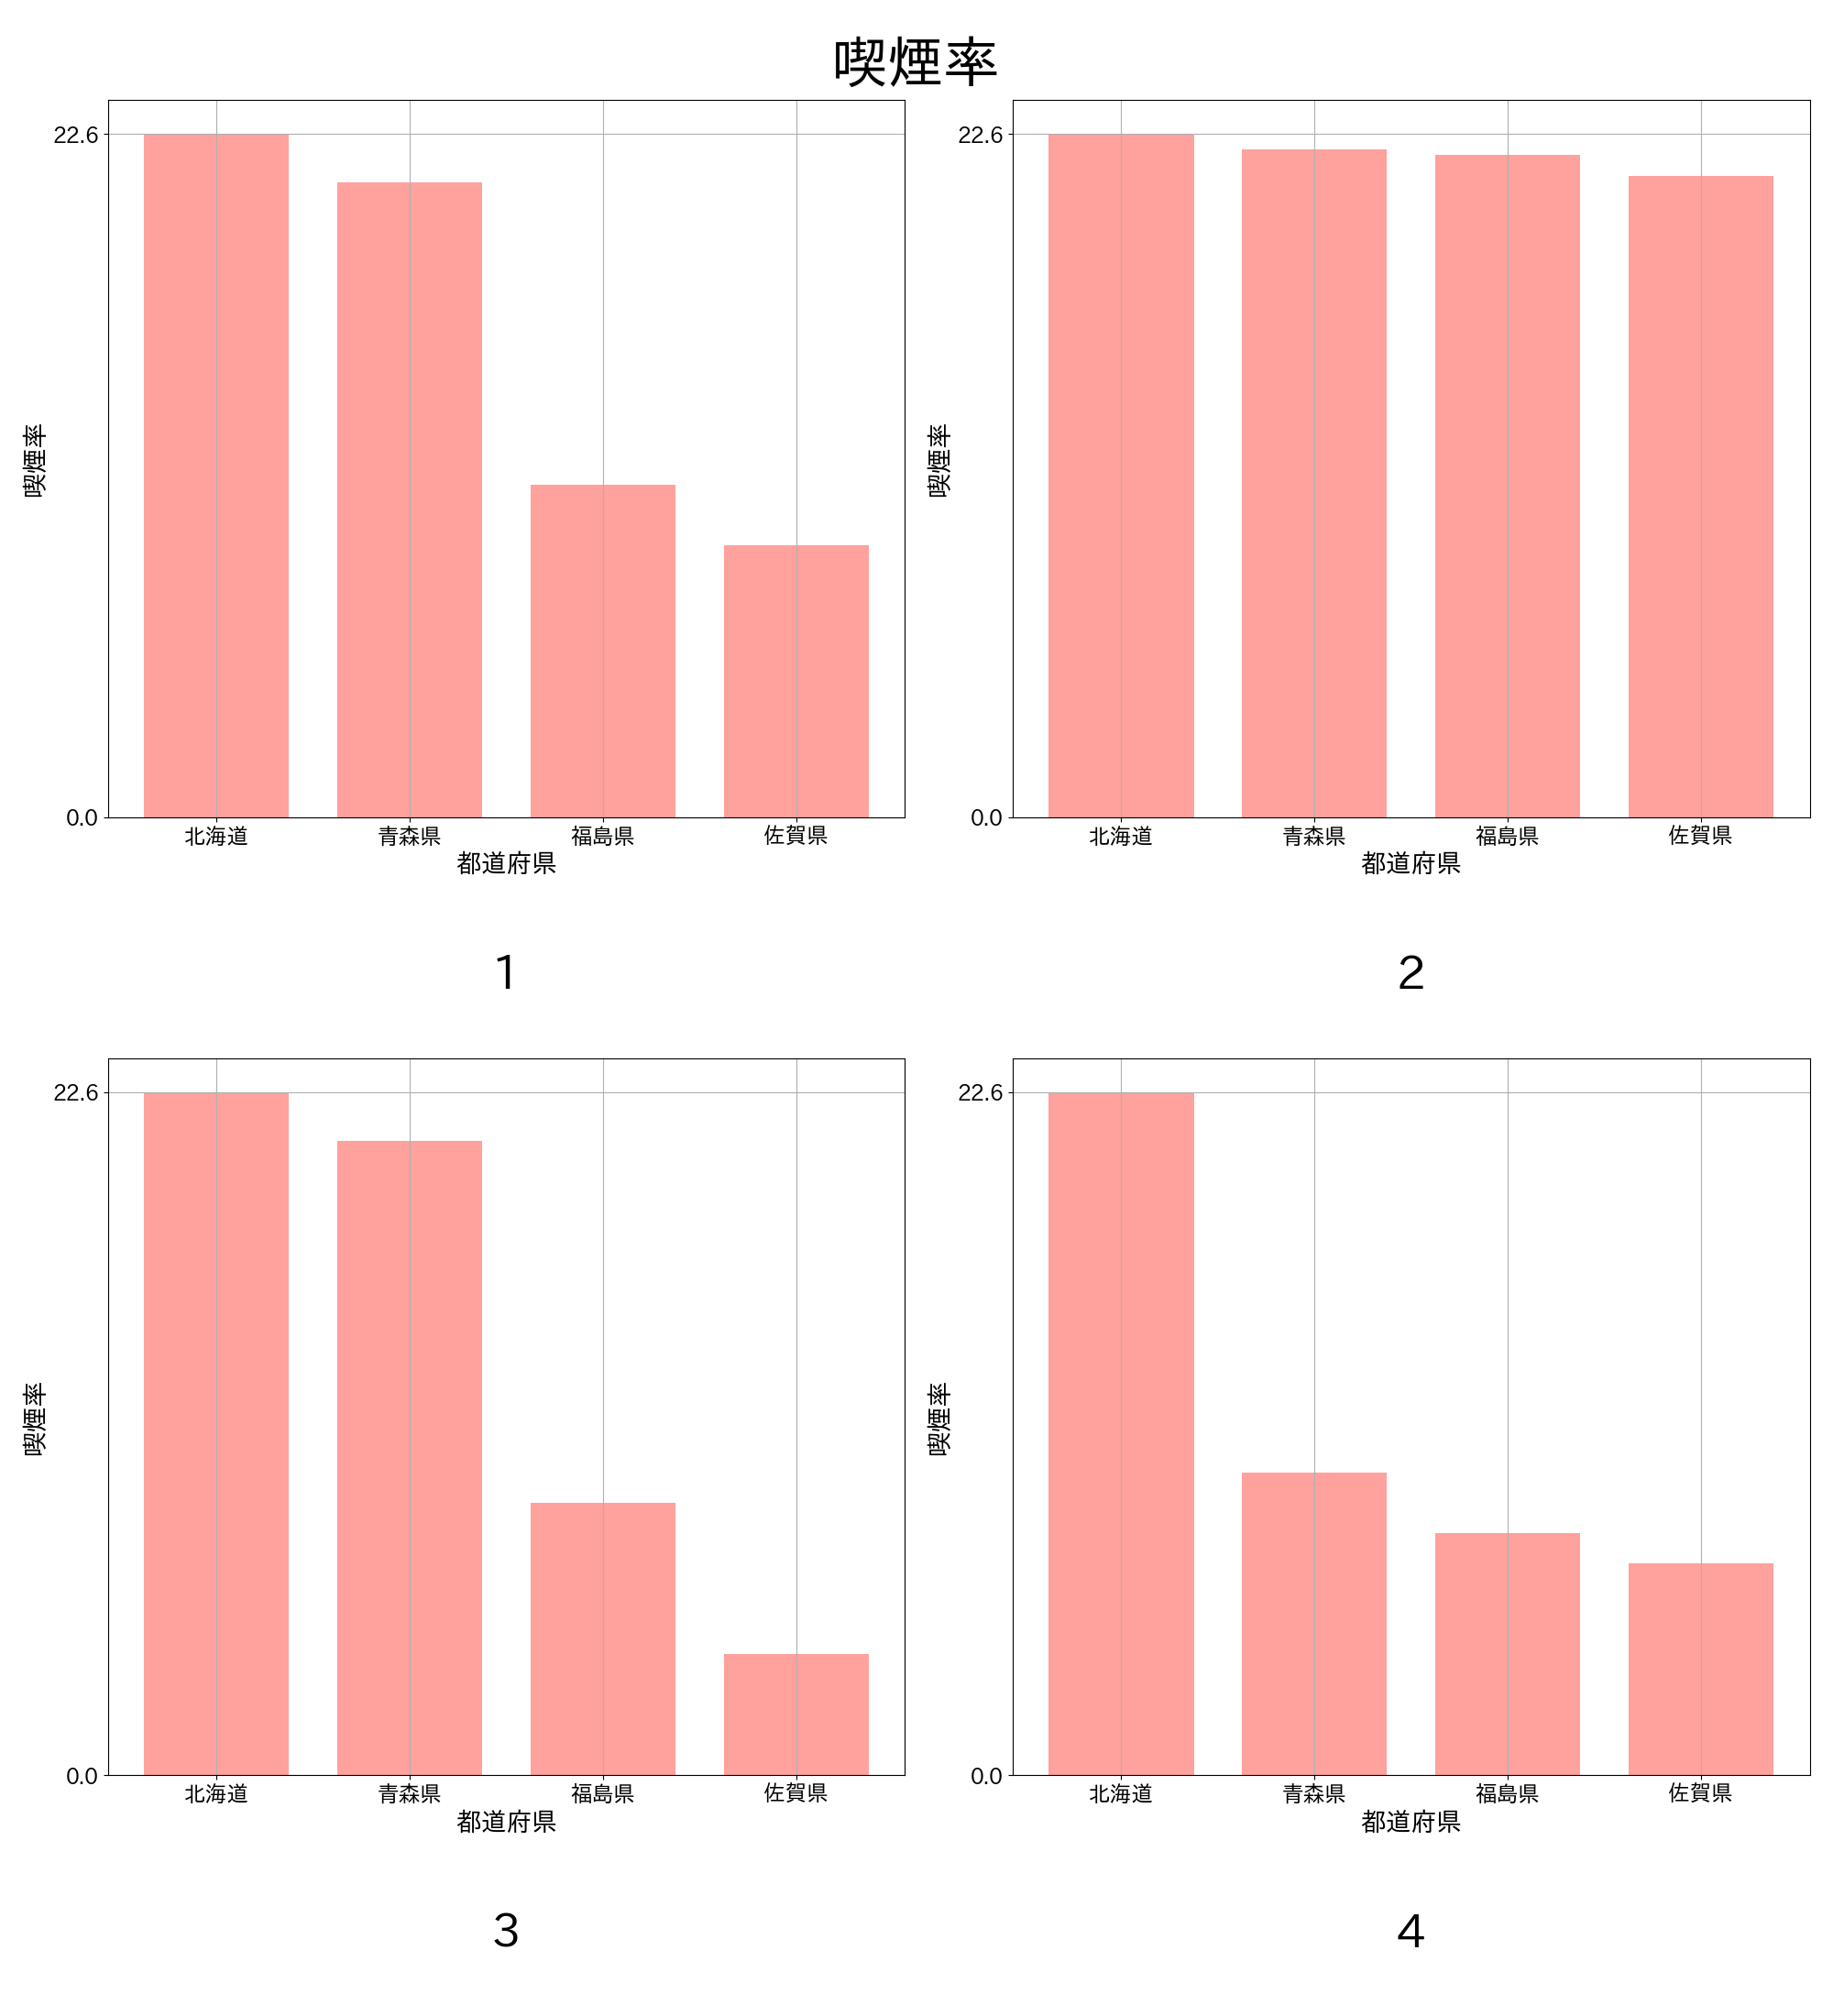 喫煙率
22.6
0.0
喫煙率
北海道 青森県 福島県 佐賀県
都道府県
1
22.6
0.0
喫煙率
北海道 青森県 福島県 佐賀県
都道府県
2
22.6
0.0
喫煙率
北海道 青森県 福島県 佐賀県
都道府県
3
22.6
0.0
喫煙率
北海道 青森県 福島県 佐賀県
都道府県
4